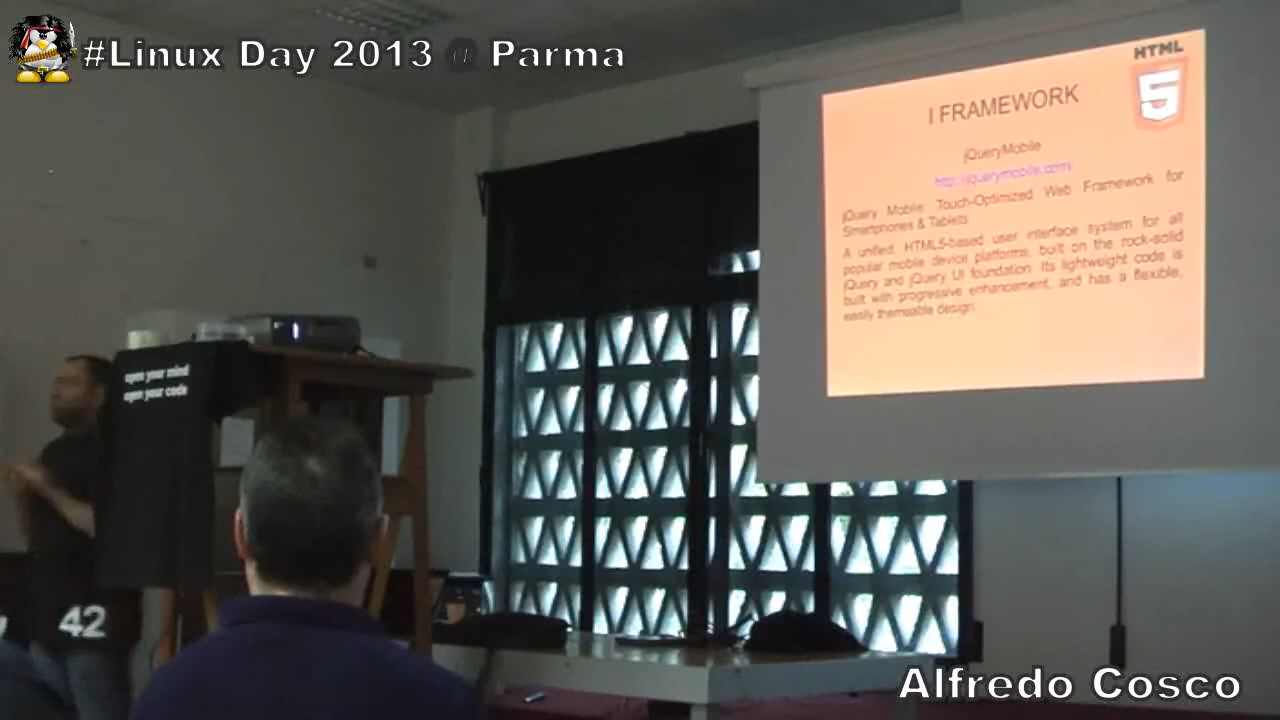 #Linux Day 2013 @ Parma
HTML
5
I FRAMEWORK
jQueryMobile
http://jquerymobile.com/
jQuery Mobile: Touch-Optimized Web Framework for
Smartphones & Tablets
A unified, HTML5-based user interface system for all
popular mobile device platforms, built on the rock-solid
jQuery and jQuery UI foundation. Its lightweight code is
built with progressive enhancement, and has a flexible,
easily themeable design.
open your mind
open your code
42
Alfredo Cosco